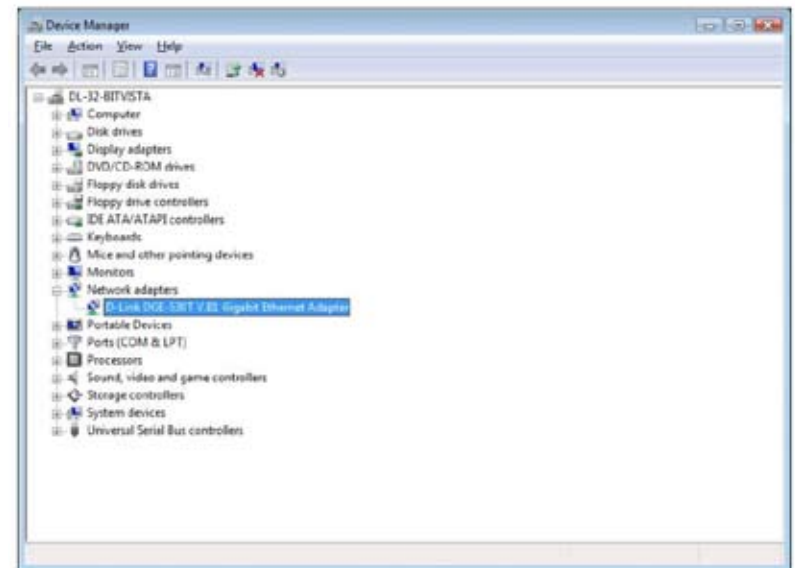 Device Manager
File Action View Help
DL-32-BITVISTA
Computer
Disk drives
Display adapters
DVD/CD-ROM drives
Floppy disk drives
Floppy drive controllers
IDE ATA/ATAPI controllers
Keyboards
Mice and other pointing devices
Monitors
Network adapters
D-Link DGE-530T V.B1 Gigabit Ethernet Adapter
Portable Devices
Ports (COM & LPT)
Processors
Sound, video and game controllers
Storage controllers
System devices
Universal Serial Bus controllers